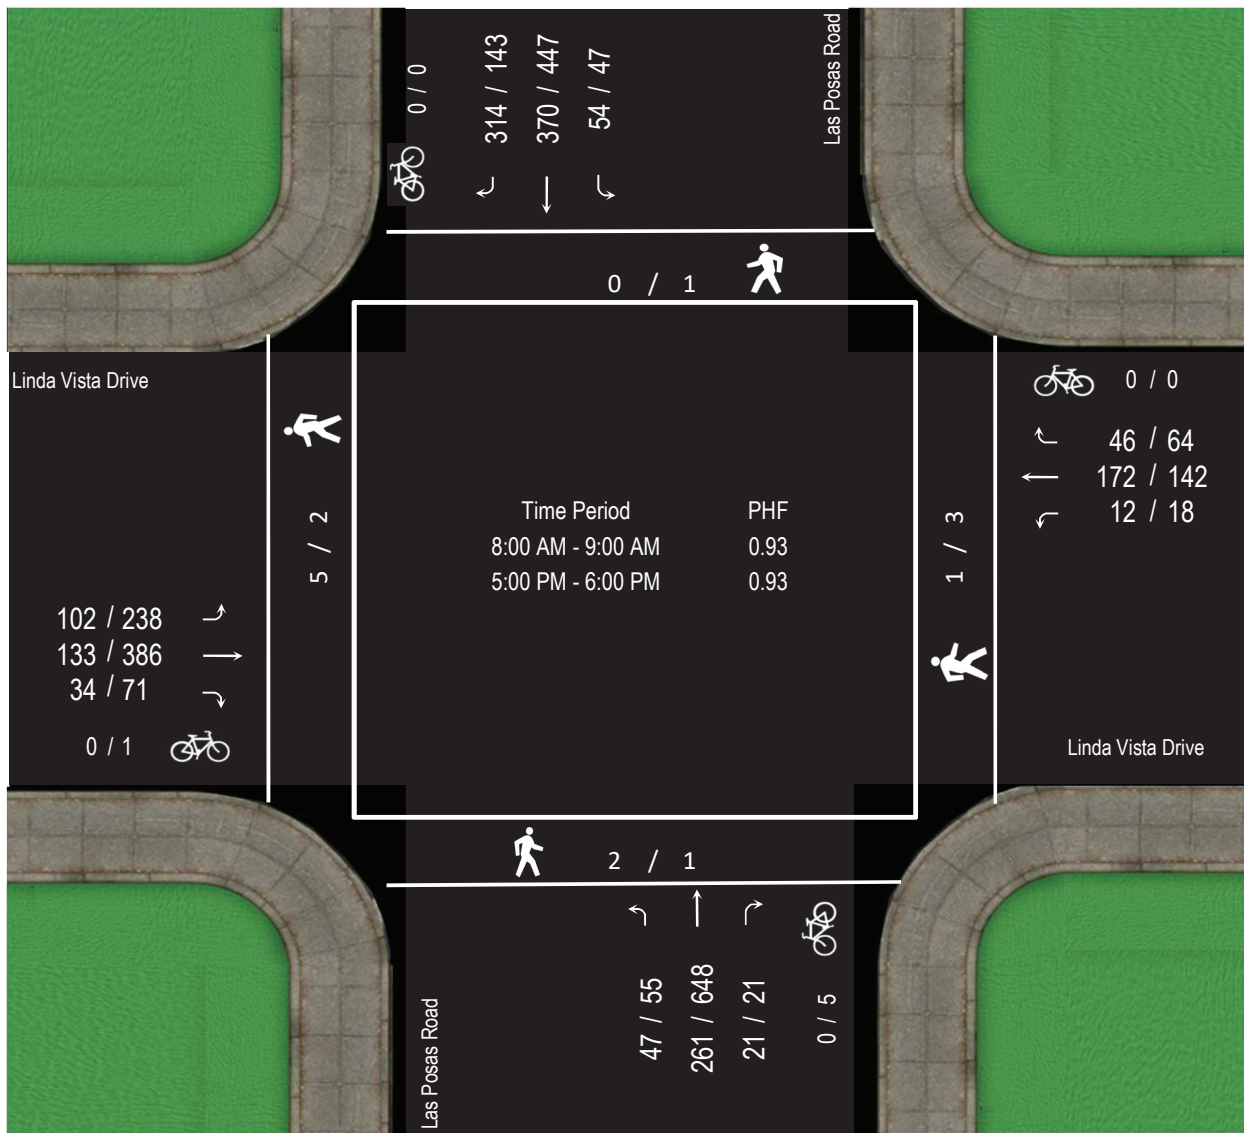 0 / 0
314 / 143
370 / 447
54 / 47
Las Posas Road
0 / 1
Linda Vista Drive
0 / 0
46 / 64
172 / 142
12 / 18
5 / 2
Time Period PHF
8:00 AM - 9:00 AM 0.93
5:00 PM - 6:00 PM 0.93
1 / 3
102 / 238
133 / 386
34 / 71
0 / 1
Linda Vista Drive
2 / 1
Las Posas Road
47 / 55
261 / 648
21 / 21
0 / 5